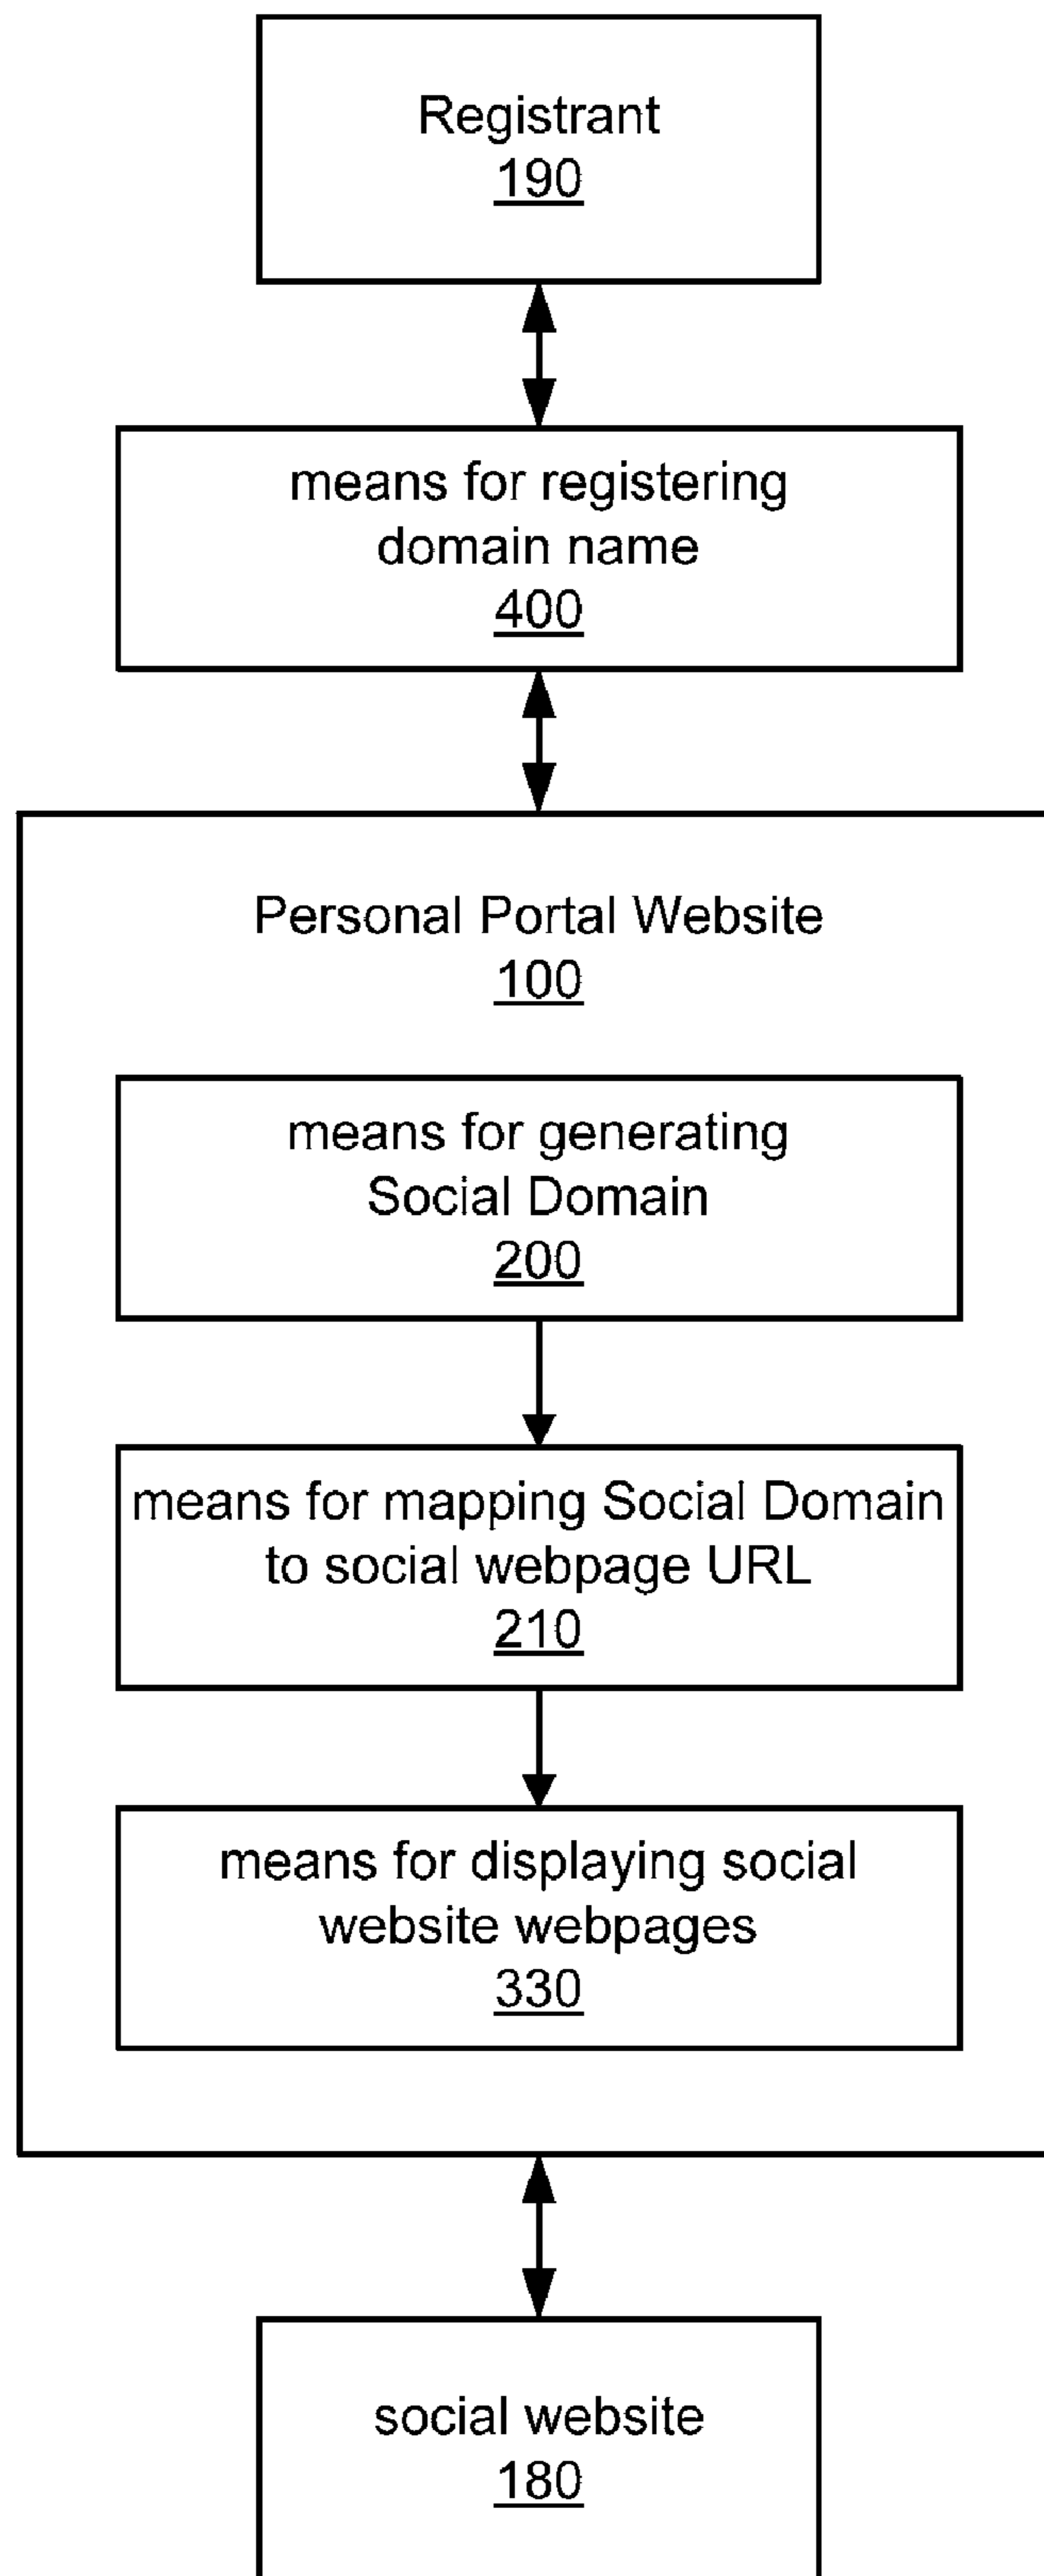 Registrant
190
means for registering
domain name
400
Personal Portal Website
100
means for generating
Social Domain
200
means for mapping Social Domain
to social webpage URL
210
means for displaying social
website webpages
330
social website
180